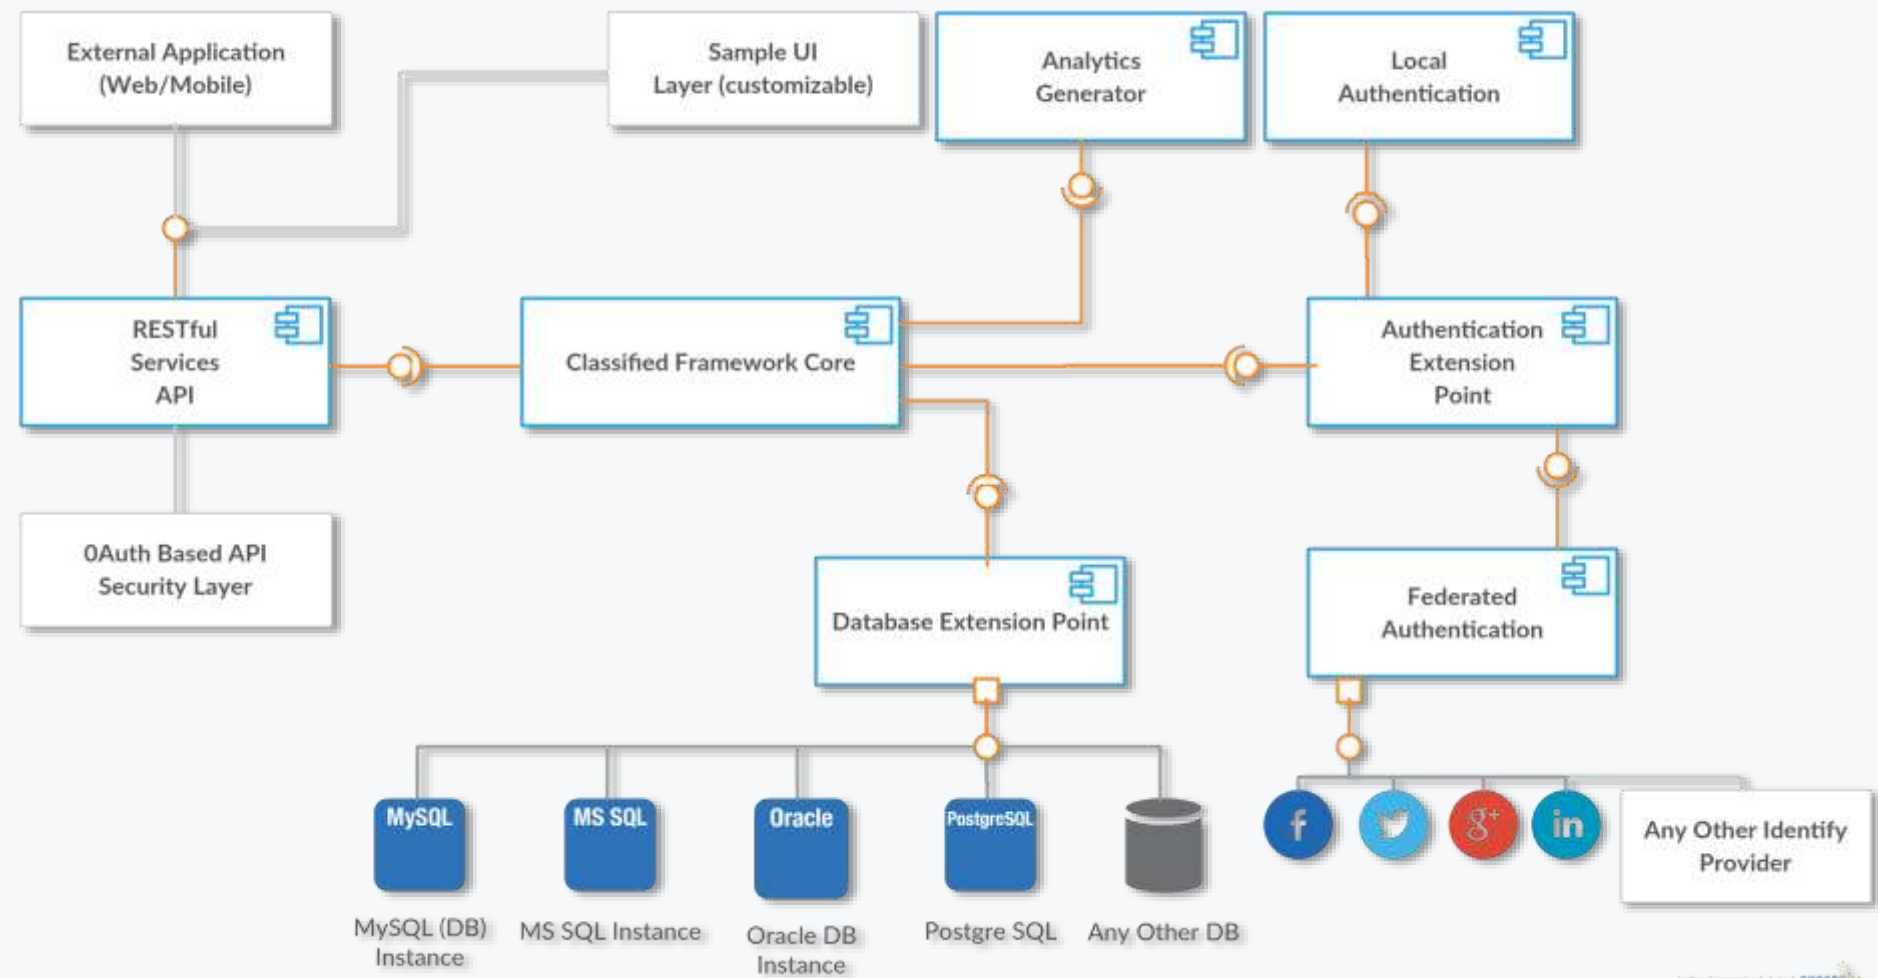 External Application
(Web/Mobile)
Sample UI
Layer (customizable)
Analytics
Generator
Local
Authentication
RESTful
Services
API
Classified Framework Core
Authentication
Extension
Point
0Auth Based API
Security Layer
Database Extension Point
Federated
Authentication
MySQL
MS SQL
Oracle
PostgreSQL
f
g+
in
Any Other Identify
Provider
MySQL (DB)
Instance
MS SQL Instance
Oracle DB
Instance
Postgre SQL
Any Other DB